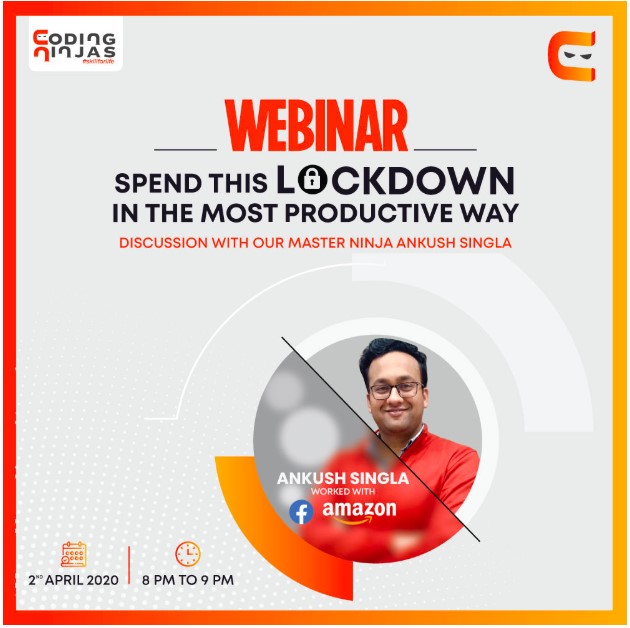 CODING
NINJAS
#skillforlife
WEBINAR
SPEND THIS LOCKDOWN
IN THE MOST PRODUCTIVE WAY
DISCUSSION WITH OUR MASTER NINJA ANKUSH SINGLA
ANKUSH SINGLA
WORKED WITH
f amazon
2ND APRIL 2020 | 8 PM TO 9 PM